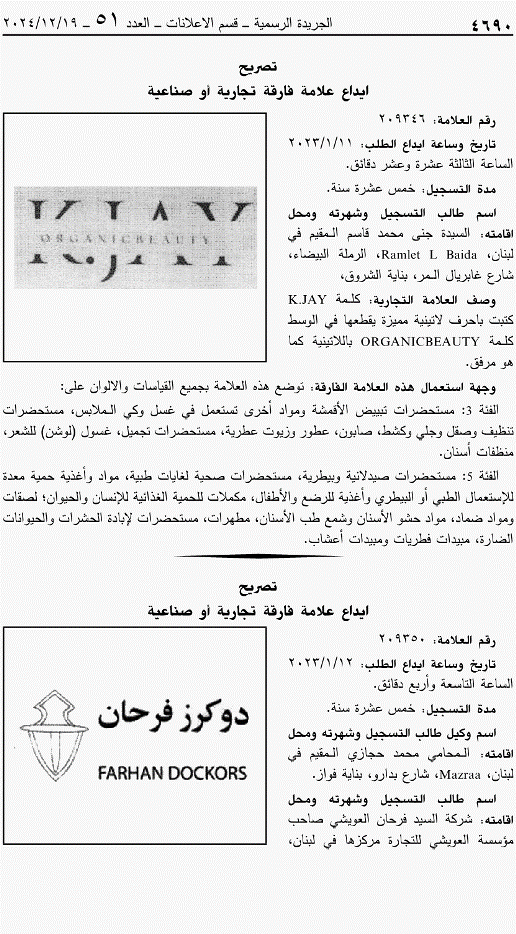 ٤٦٩٠ الجريدة الرسمية ــ قسم الاعلانات ــ العدد ٥١ ــ ٢٠٢٤/١٢/١٩
تصريح
ايداع علامة فارقة تجارية أو صناعية
رقم العلامة: ٢٠٩٣٤٦
تاريخ وساعة ايداع الطلب: ٢٠٢٣/١/١١
الساعة الثالثة عشرة وعشر دقائق.
مدة التسجيل: خمس عشرة سنة.
اسم طالب التسجيل وشهرته ومحل
اقامته: السيدة جنى محمد قاسم المقيم في
لبنان، Ramlet L Baida، الرملة البيضاء،
شارع غابريال المر، بناية الشروق،
وصف العلامة التجارية: كلمة K.JAY
كتبت باحرف لاتينية مميزة يقطعها في الوسط
كلمة ORGANICBEAUTY باللاتينية كما
هو مرفق.
K.JAY
ORGANICBEAUTY
وجهة استعمال هذه العلامة الفارقة: توضع هذه العلامة بجميع القياسات والالوان على:
الفئة 3: مستحضرات تبييض الأقمشة ومواد أخرى تستعمل في غسل وكي الملابس، مستحضرات
تنظيف وصقل وجلي وكشط، صابون، عطور وزيوت عطرية، مستحضرات تجميل، غسول (لوشن) للشعر،
منظفات أسنان.
الفئة 5: مستحضرات صيدلانية وبيطرية، مستحضرات صحية لغايات طبية، مواد وأغذية حمية معدة
للإستعمال الطبي أو البيطري وأغذية للرضع والأطفال، مكملات للحمية الغذائية للإنسان والحيوان؛ لصقات
ومواد ضماد، مواد حشو الأسنان وشمع طب الأسنان، مطهرات، مستحضرات لإبادة الحشرات والحيوانات
الضارة، مبيدات فطريات ومبيدات أعشاب.
تصريح
ايداع علامة فارقة تجارية أو صناعية
رقم العلامة: ٢٠٩٣٥٠
تاريخ وساعة ايداع الطلب: ٢٠٢٣/١/١٢
الساعة التاسعة وأربع دقائق.
مدة التسجيل: خمس عشرة سنة.
اسم وكيل طالب التسجيل وشهرته ومحل
اقامته: المحامي محمد حجازي المقيم في
لبنان، Mazraa، شارع بدارو، بناية فواز.
اسم طالب التسجيل وشهرته ومحل
اقامته: شركة السيد فرحان العويشي صاحب
مؤسسة العويشي للتجارة مركزها في لبنان،
دوكرز فرحان
FARHAN DOCKORS